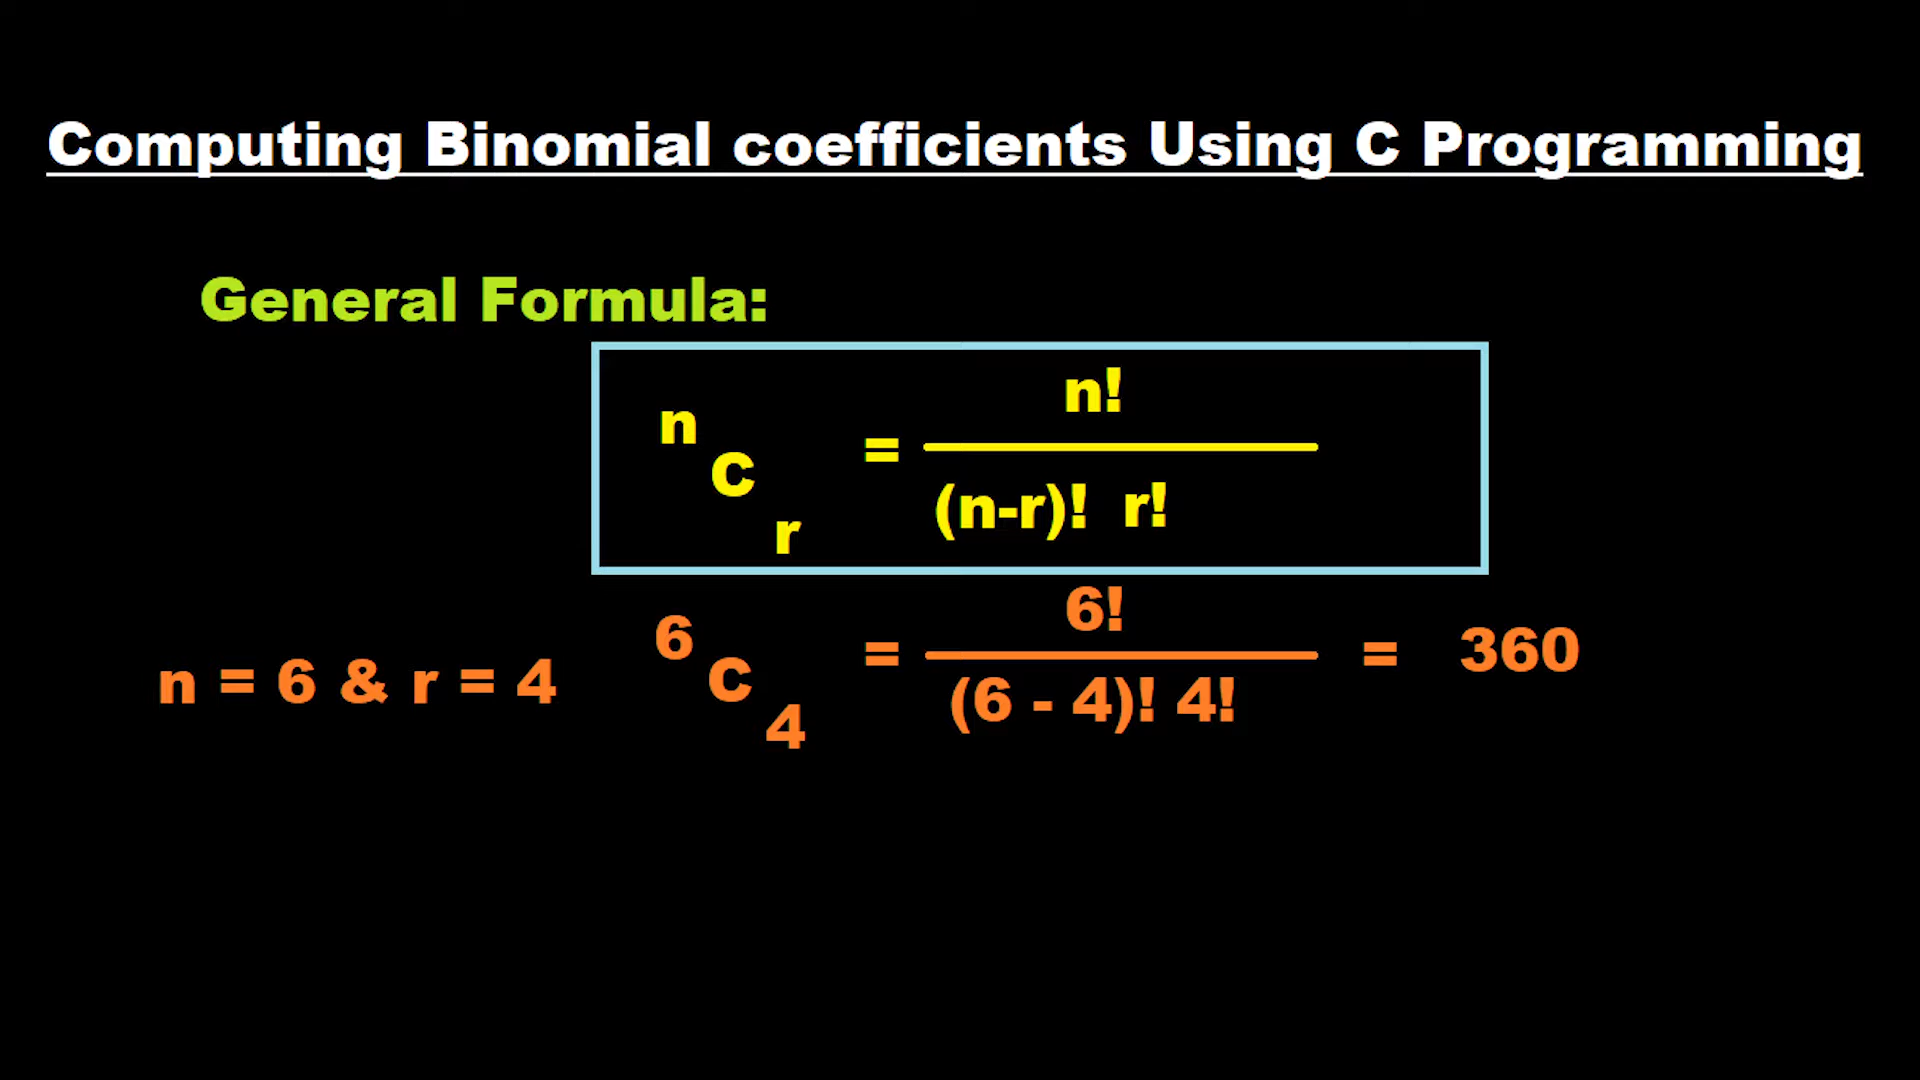 Computing Binomial coefficients Using C Programming
General Formula:
n C r = n! / (n-r)! r!
n = 6 & r = 4
6 C 4 = 6! / (6 - 4)! 4! = 360